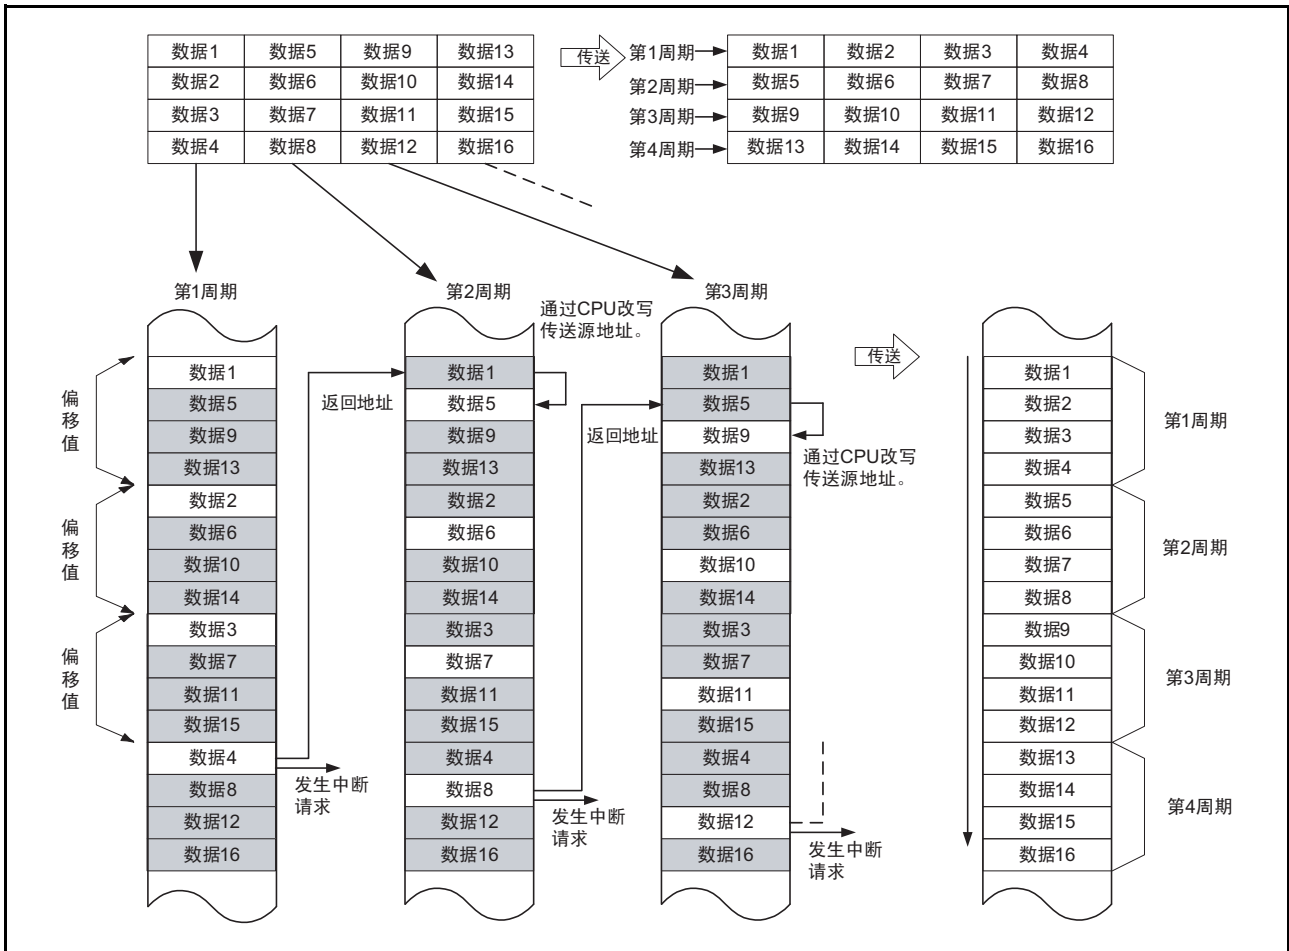 数据1 数据5 数据9 数据13
数据2 数据6 数据10 数据14
数据3 数据7 数据11 数据15
数据4 数据8 数据12 数据16
传送
第1周期 数据1 数据2 数据3 数据4
第2周期 数据5 数据6 数据7 数据8
第3周期 数据9 数据10 数据11 数据12
第4周期 数据13 数据14 数据15 数据16
第1周期
偏移值
偏移值
偏移值
数据1
数据5
数据9
数据13
数据2
数据6
数据10
数据14
数据3
数据7
数据11
数据15
数据4
数据8
数据12
数据16
返回地址
发生中断
请求
第2周期
通过CPU改写
传送源地址。
数据1
数据5
数据9
数据13
数据2
数据6
数据10
数据14
数据3
数据7
数据11
数据15
数据4
数据8
数据12
数据16
返回地址
发生中断
请求
第3周期
数据1
数据5
数据9
数据13
数据2
数据6
数据10
数据14
数据3
数据7
数据11
数据15
数据4
数据8
数据12
数据16
通过CPU改写
传送源地址。
发生中断
请求
传送
数据1
数据2
数据3
数据4
数据5
数据6
数据7
数据8
数据9
数据10
数据11
数据12
数据13
数据14
数据15
数据16
第1周期
第2周期
第3周期
第4周期